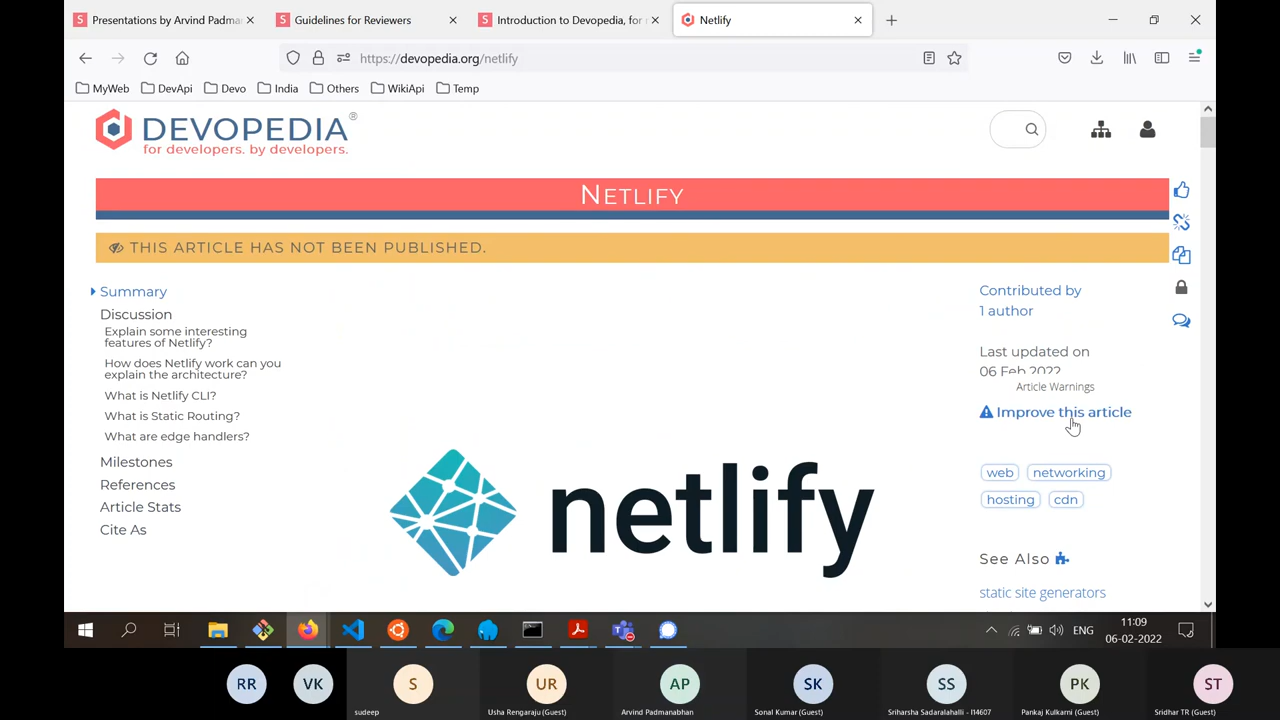 Presentations by Arvind Padma
Guidelines for Reviewers
Introduction to Devopedia, for
Netlify
https://devopedia.org/netlify
MyWeb
DevApi
Devo
India
Others
WikiApi
Temp
DEVOPEDIA®
for developers. by developers.
NETLIFY
THIS ARTICLE HAS NOT BEEN PUBLISHED.
Summary
Discussion
Explain some interesting
features of Netlify?
How does Netlify work can you
explain the architecture?
What is Netlify CLI?
What is Static Routing?
What are edge handlers?
Milestones
References
Article Stats
Cite As
netlify
Contributed by
1 author
Last updated on
06 Feb 2022
Article Warnings
Improve this article
web
networking
hosting
cdn
See Also
static site generators
ENG
11:09
06-02-2022
RR
VK
S
UR
AP
SK
SS
PK
ST
sudeep
Usha Rengaraju (Guest)
Arvind Padmanabhan
Sonal Kumar (Guest)
Sriharsha Sadaralahalli - I14607
Pankaj Kulkarni (Guest)
Sridhar TR (Guest)